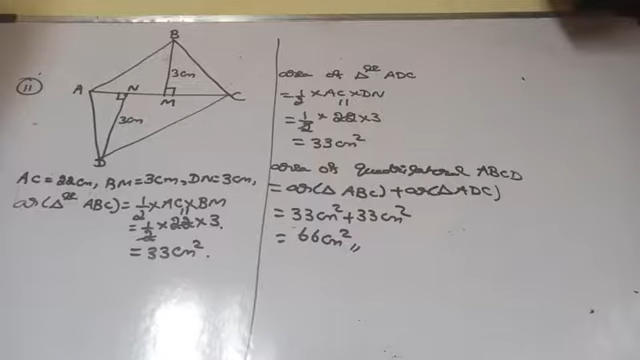 11
B
A N 3cm
M C
3cm
D
AC = 22cm, BM = 3cm, DN = 3cm,
ar(Δle ABC) = 1/2 × AC × BM
= 1/2 × 22 × 3.
= 33cm².
area of Δle ADC
= 1/2 × AC × DN
= 1/2 × 22 × 3
= 33cm²
area of quadrilateral ABCD
= ar(Δ ABC) + ar(Δ ADC)
= 33cm² + 33cm²
= 66cm²,,